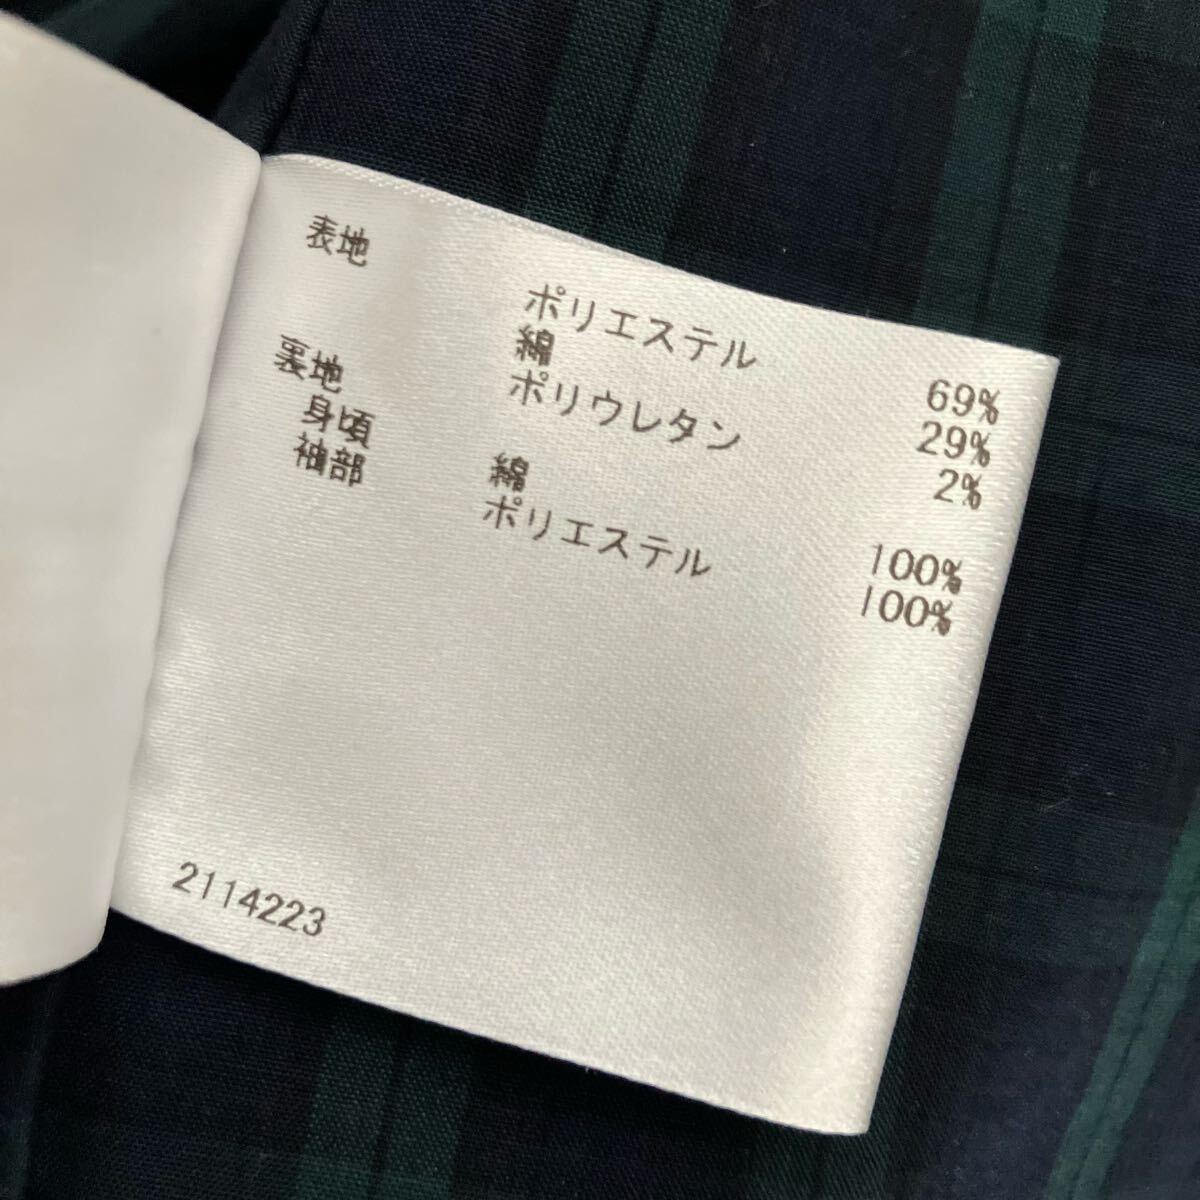 表地
ポリエステル 69%
綿 29%
ポリウレタン 2%
裏地
身頃 綿 100%
袖部 ポリエステル 100%
2114223